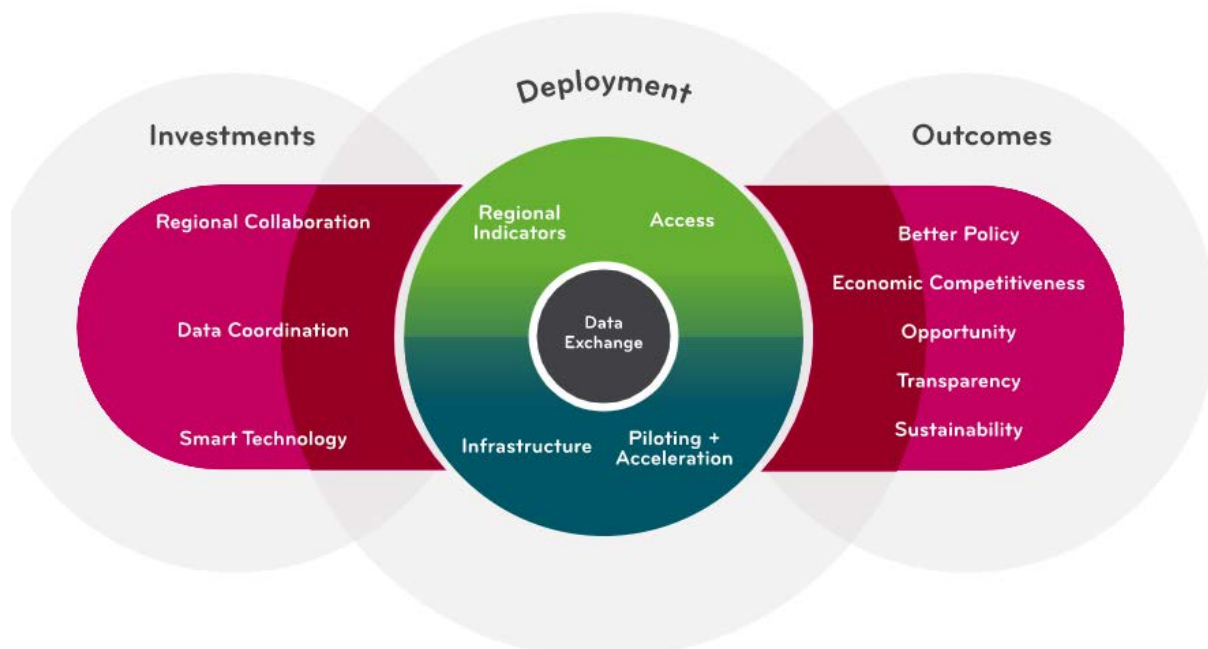 Deployment
Investments
Regional Collaboration
Data Coordination
Smart Technology
Regional
Indicators
Access
Data
Exchange
Infrastructure
Piloting +
Acceleration
Outcomes
Better Policy
Economic Competitiveness
Opportunity
Transparency
Sustainability